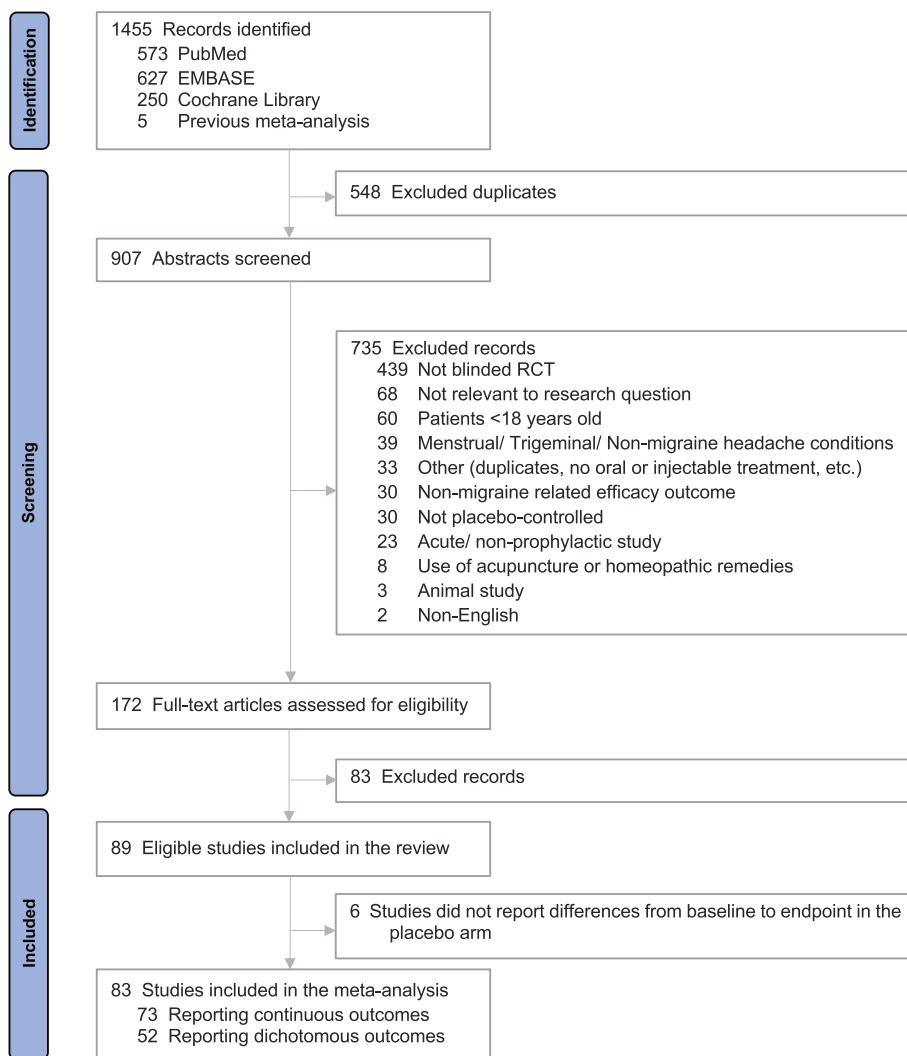 Identification
1455 Records identified
573 PubMed
627 EMBASE
250 Cochrane Library
5 Previous meta-analysis
Screening
548 Excluded duplicates
907 Abstracts screened
735 Excluded records
439 Not blinded RCT
68 Not relevant to research question
60 Patients <18 years old
39 Menstrual/ Trigeminal/ Non-migraine headache conditions
33 Other (duplicates, no oral or injectable treatment, etc.)
30 Non-migraine related efficacy outcome
30 Not placebo-controlled
23 Acute/ non-prophylactic study
8 Use of acupuncture or homeopathic remedies
3 Animal study
2 Non-English
172 Full-text articles assessed for eligibility
83 Excluded records
Included
89 Eligible studies included in the review
6 Studies did not report differences from baseline to endpoint in the
placebo arm
83 Studies included in the meta-analysis
73 Reporting continuous outcomes
52 Reporting dichotomous outcomes